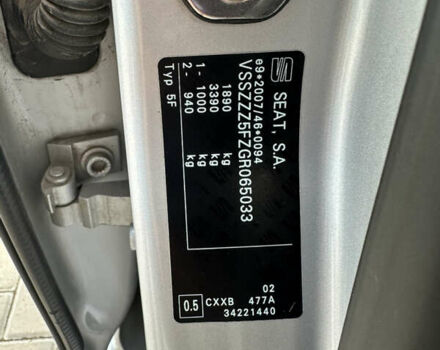 SEAT, S.A.
e9*2007/46*0094
VSSZZZ5FZGR065033
1890 kg
3390 kg
1 - 1000 kg
2 - 940 kg
Typ 5F
02
0.5 CXXB 477A
34221440